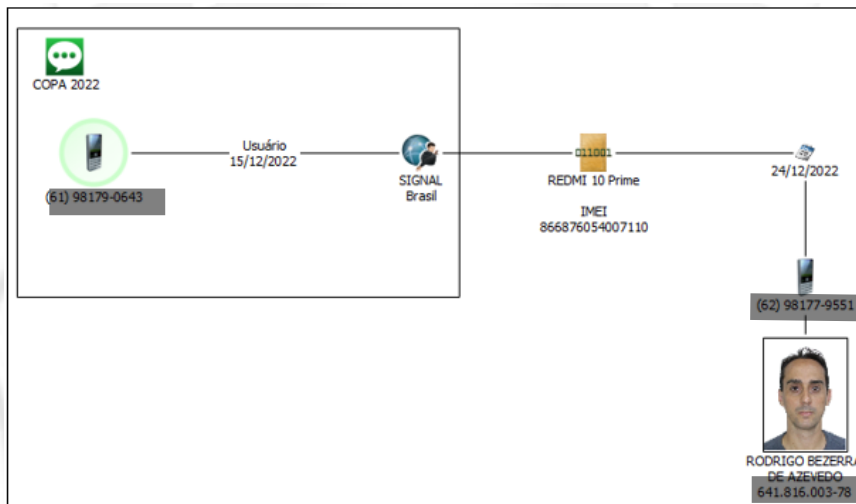 COPA 2022
Usuário
15/12/2022
(61) 98179-0643
SIGNAL
Brasil
011001
REDMI 10 Prime
IMEI
866876054007110
24/12/2022
(62) 98177-9551
RODRIGO BEZERRA
DE AZEVEDO
641.816.003-78